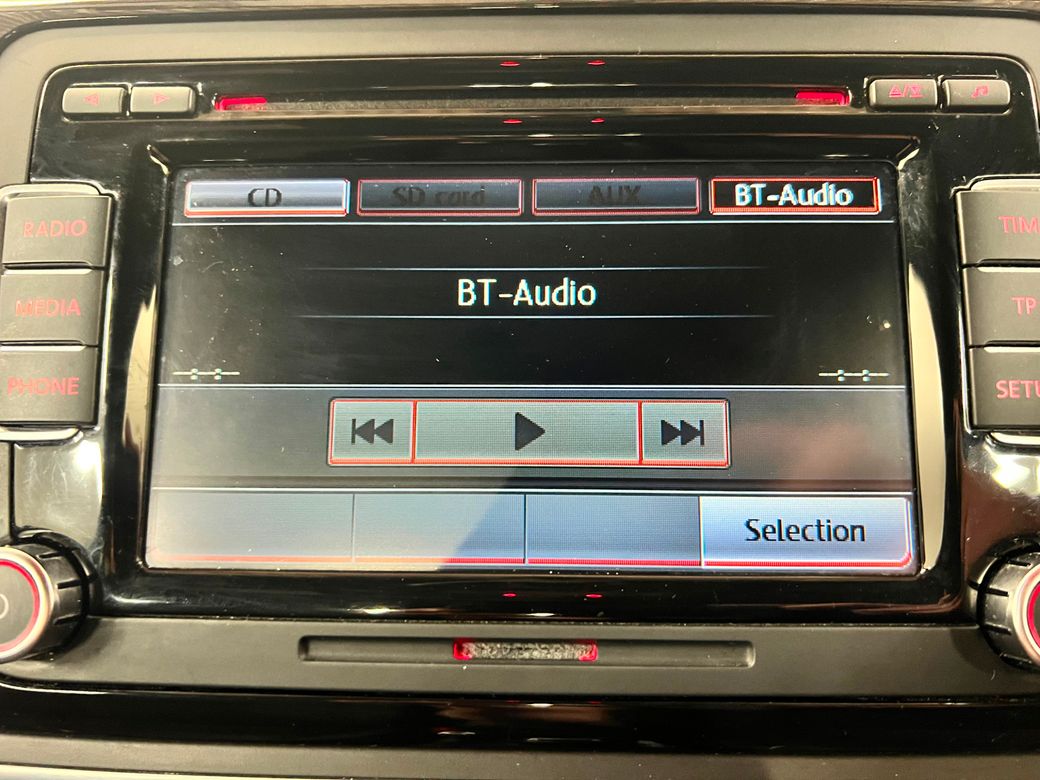 CD SD card AUX BT-Audio
RADIO
TIM
BT-Audio
MEDIA
TP
PHONE
SETU
Selection